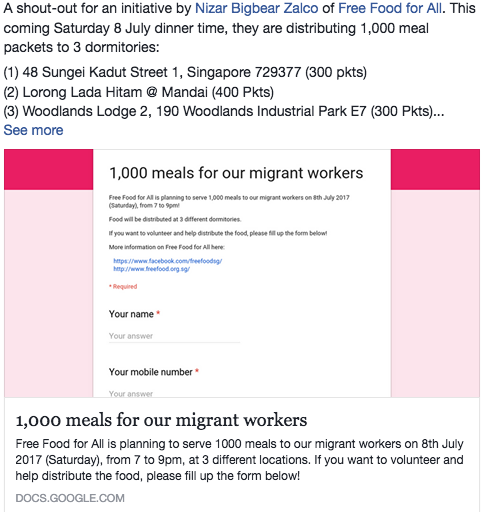 A shout-out for an initiative by Nizar Bigbear Zalco of Free Food for All. This
coming Saturday 8 July dinner time, they are distributing 1,000 meal
packets to 3 dormitories:
(1) 48 Sungei Kadut Street 1, Singapore 729377 (300 pkts)
(2) Lorong Lada Hitam @ Mandai (400 Pkts)
(3) Woodlands Lodge 2, 190 Woodlands Industrial Park E7 (300 Pkts)...
See more
1,000 meals for our migrant workers
Free Food for All is planning to serve 1,000 meals to our migrant workers on 8th July 2017
(Saturday), from 7 to 9pm!
Food will be distributed at 3 different dormitories.
If you want to volunteer and help distribute the food, please fill up the form below!
More information on Free Food for All here:
https://www.facebook.com/freefoodsg/
http://www.freefood.org.sg/
* Required
Your name *
Your answer
Your mobile number *
Your answer
1,000 meals for our migrant workers
Free Food for All is planning to serve 1000 meals to our migrant workers on 8th July
2017 (Saturday), from 7 to 9pm, at 3 different locations. If you want to volunteer and
help distribute the food, please fill up the form below!
DOCS.GOOGLE.COM